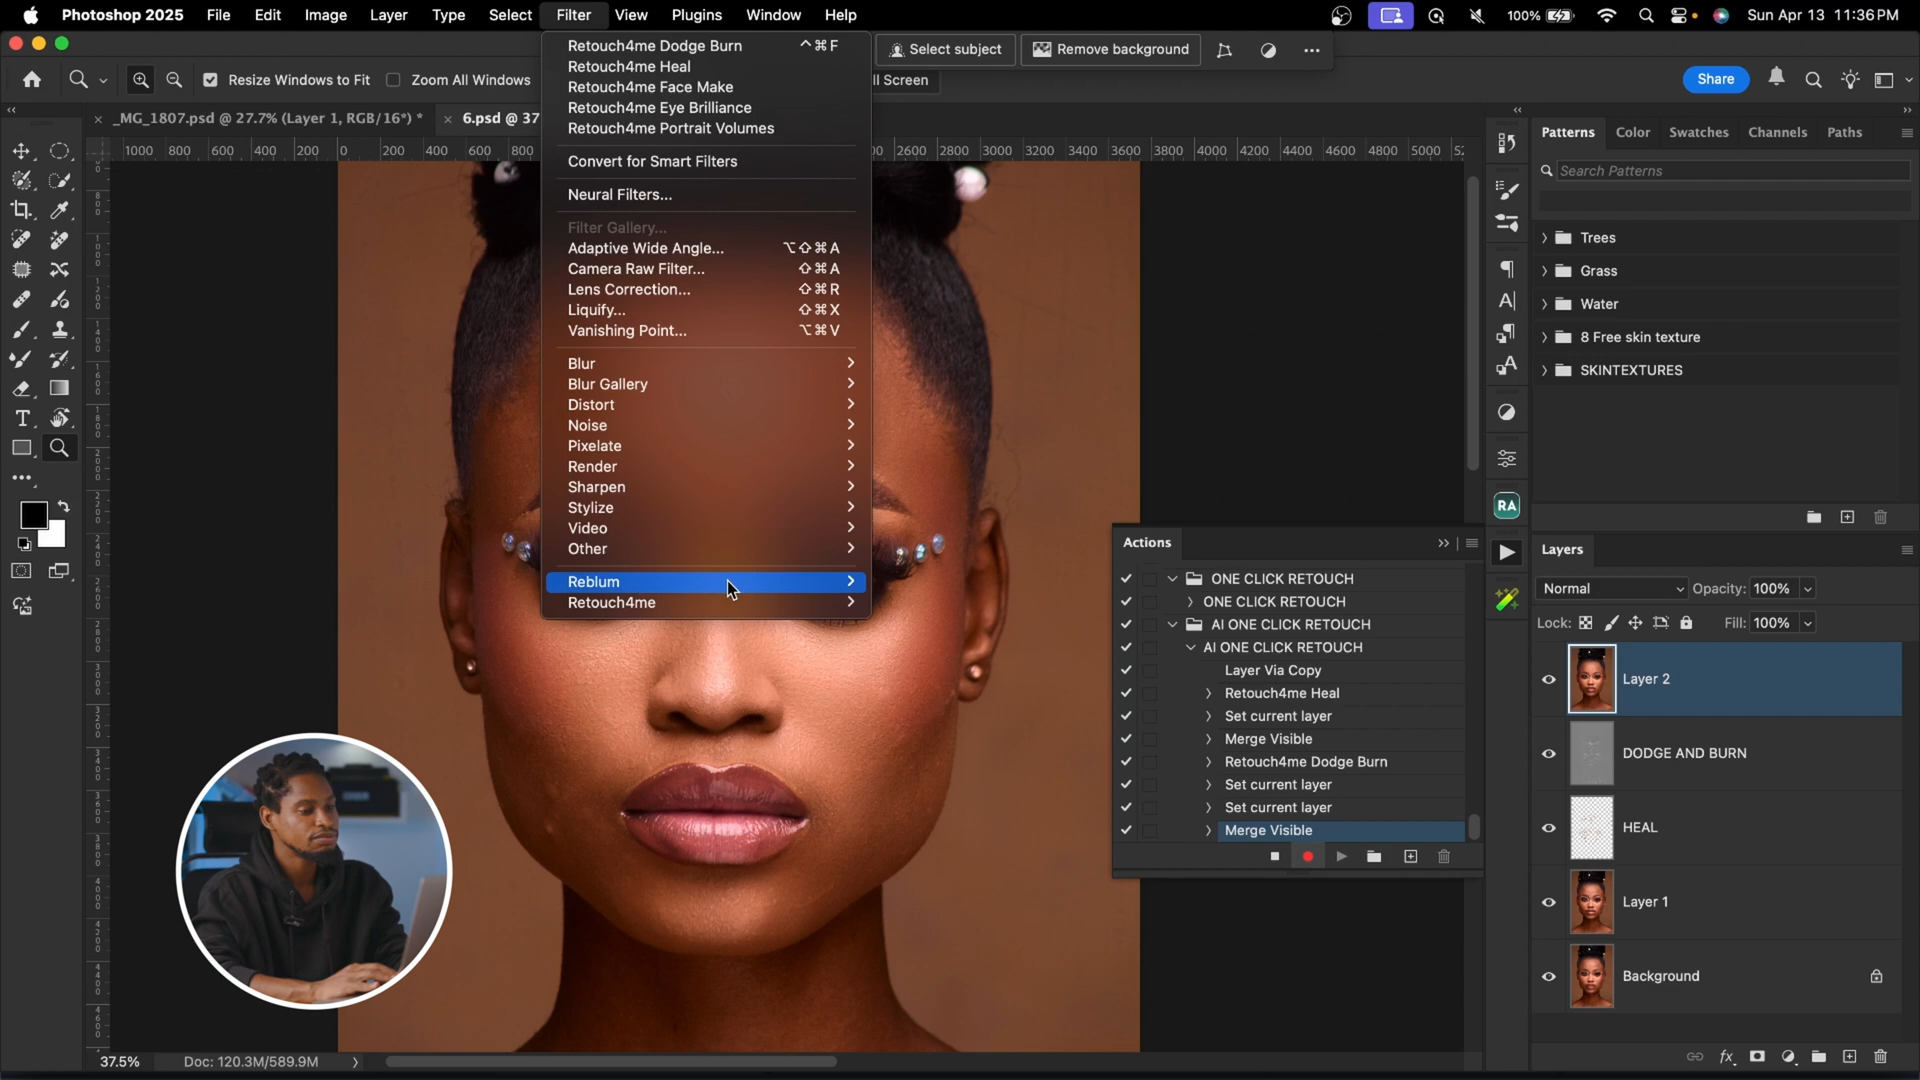 Photoshop 2025 File Edit Image Layer Type Select Filter View Plugins Window Help 100% Sun Apr 13 11:36 PM
Select subject Remove background
Resize Windows to Fit Zoom All Windows ll Screen Share
_MG_1807.psd @ 27.7% (Layer 1, RGB/16*) * 6.psd @ 37
1000 800 600 400 200 0 200 400 600 800 2600 2800 3000 3200 3400 3600 3800 4000 4200 4400 4600 4800 5000
Retouch4me Dodge Burn ^⌘F
Retouch4me Heal
Retouch4me Face Make
Retouch4me Eye Brilliance
Retouch4me Portrait Volumes
Convert for Smart Filters
Neural Filters...
Filter Gallery...
Adaptive Wide Angle... ⌥⇧⌘A
Camera Raw Filter... ⇧⌘A
Lens Correction... ⇧⌘R
Liquify... ⇧⌘X
Vanishing Point... ⌥⌘V
Blur
Blur Gallery
Distort
Noise
Pixelate
Render
Sharpen
Stylize
Video
Other
Reblum
Retouch4me
Actions
ONE CLICK RETOUCH
ONE CLICK RETOUCH
AI ONE CLICK RETOUCH
AI ONE CLICK RETOUCH
Layer Via Copy
Retouch4me Heal
Set current layer
Merge Visible
Retouch4me Dodge Burn
Set current layer
Set current layer
Merge Visible
RA
Patterns Color Swatches Channels Paths
Search Patterns
Trees
Grass
Water
8 Free skin texture
SKINTEXTURES
Layers
Normal Opacity: 100%
Lock: Fill: 100%
Layer 2
DODGE AND BURN
HEAL
Layer 1
Background
fx
37.5% Doc: 120.3M/589.9M